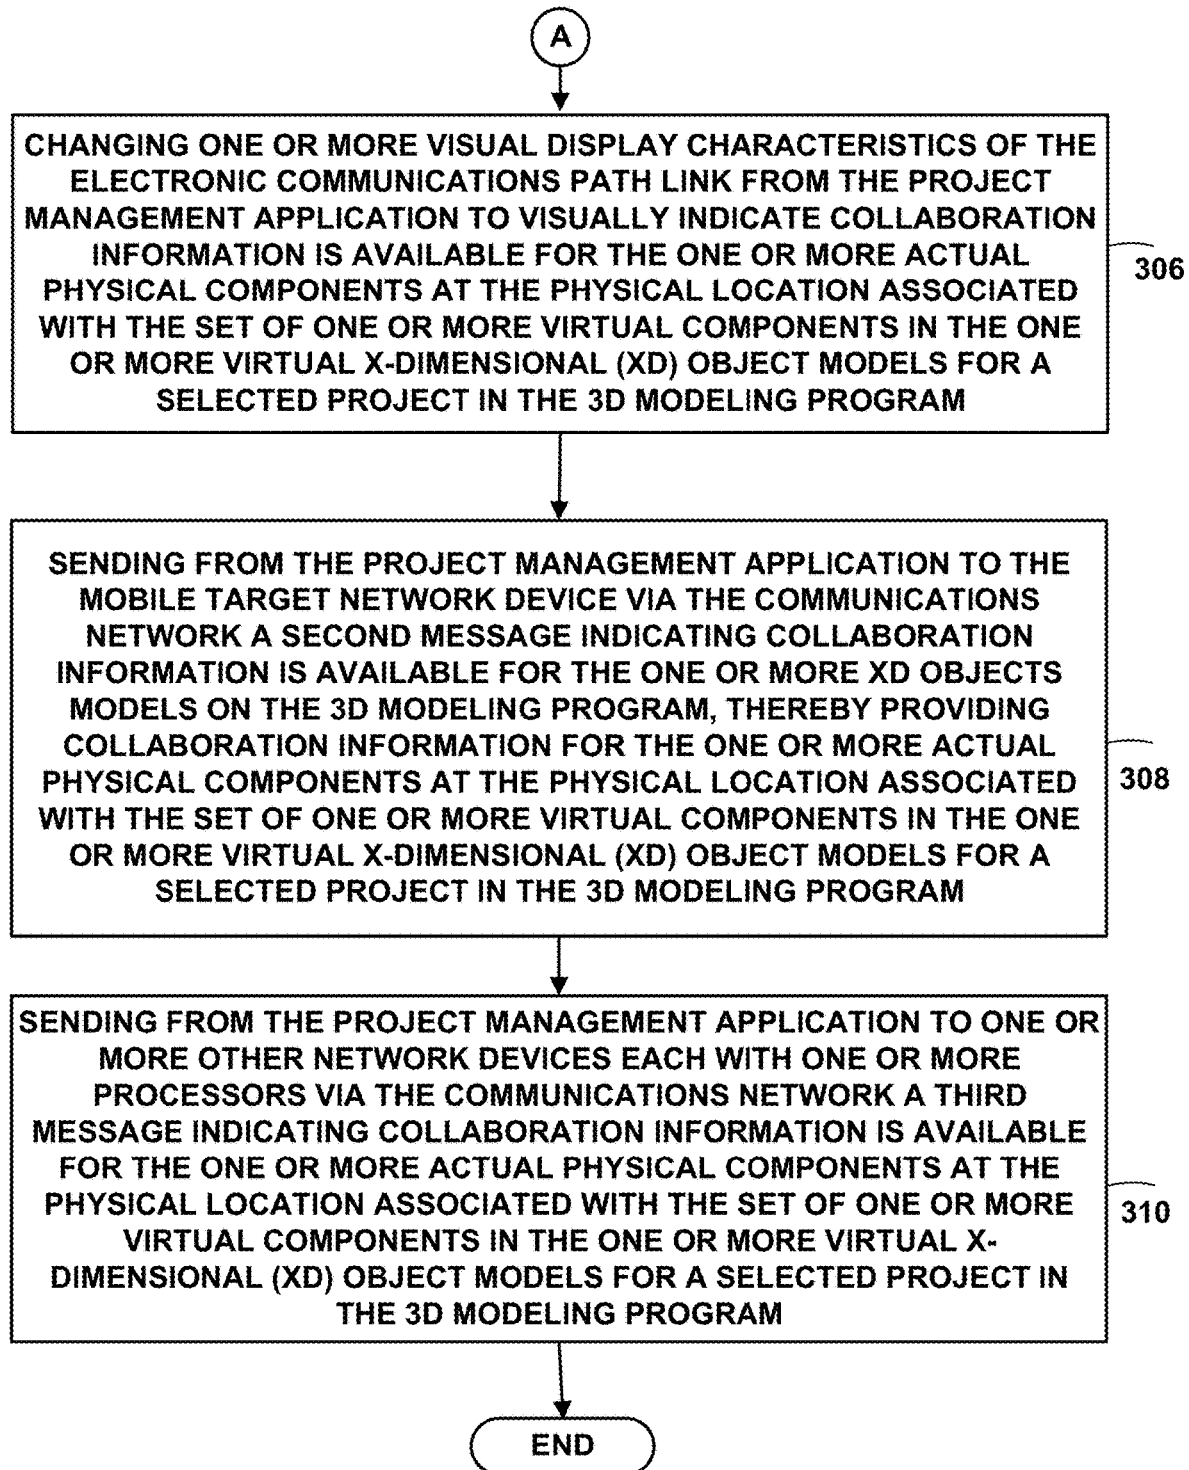 A
CHANGING ONE OR MORE VISUAL DISPLAY CHARACTERISTICS OF THE
ELECTRONIC COMMUNICATIONS PATH LINK FROM THE PROJECT
MANAGEMENT APPLICATION TO VISUALLY INDICATE COLLABORATION
INFORMATION IS AVAILABLE FOR THE ONE OR MORE ACTUAL
PHYSICAL COMPONENTS AT THE PHYSICAL LOCATION ASSOCIATED
WITH THE SET OF ONE OR MORE VIRTUAL COMPONENTS IN THE ONE
OR MORE VIRTUAL X-DIMENSIONAL (XD) OBJECT MODELS FOR A
SELECTED PROJECT IN THE 3D MODELING PROGRAM
306
SENDING FROM THE PROJECT MANAGEMENT APPLICATION TO THE
MOBILE TARGET NETWORK DEVICE VIA THE COMMUNICATIONS
NETWORK A SECOND MESSAGE INDICATING COLLABORATION
INFORMATION IS AVAILABLE FOR THE ONE OR MORE XD OBJECTS
MODELS ON THE 3D MODELING PROGRAM, THEREBY PROVIDING
COLLABORATION INFORMATION FOR THE ONE OR MORE ACTUAL
PHYSICAL COMPONENTS AT THE PHYSICAL LOCATION ASSOCIATED
WITH THE SET OF ONE OR MORE VIRTUAL COMPONENTS IN THE ONE
OR MORE VIRTUAL X-DIMENSIONAL (XD) OBJECT MODELS FOR A
SELECTED PROJECT IN THE 3D MODELING PROGRAM
308
SENDING FROM THE PROJECT MANAGEMENT APPLICATION TO ONE OR
MORE OTHER NETWORK DEVICES EACH WITH ONE OR MORE
PROCESSORS VIA THE COMMUNICATIONS NETWORK A THIRD
MESSAGE INDICATING COLLABORATION INFORMATION IS AVAILABLE
FOR THE ONE OR MORE ACTUAL PHYSICAL COMPONENTS AT THE
PHYSICAL LOCATION ASSOCIATED WITH THE SET OF ONE OR MORE
VIRTUAL COMPONENTS IN THE ONE OR MORE VIRTUAL X-
DIMENSIONAL (XD) OBJECT MODELS FOR A SELECTED PROJECT IN
THE 3D MODELING PROGRAM
310
END